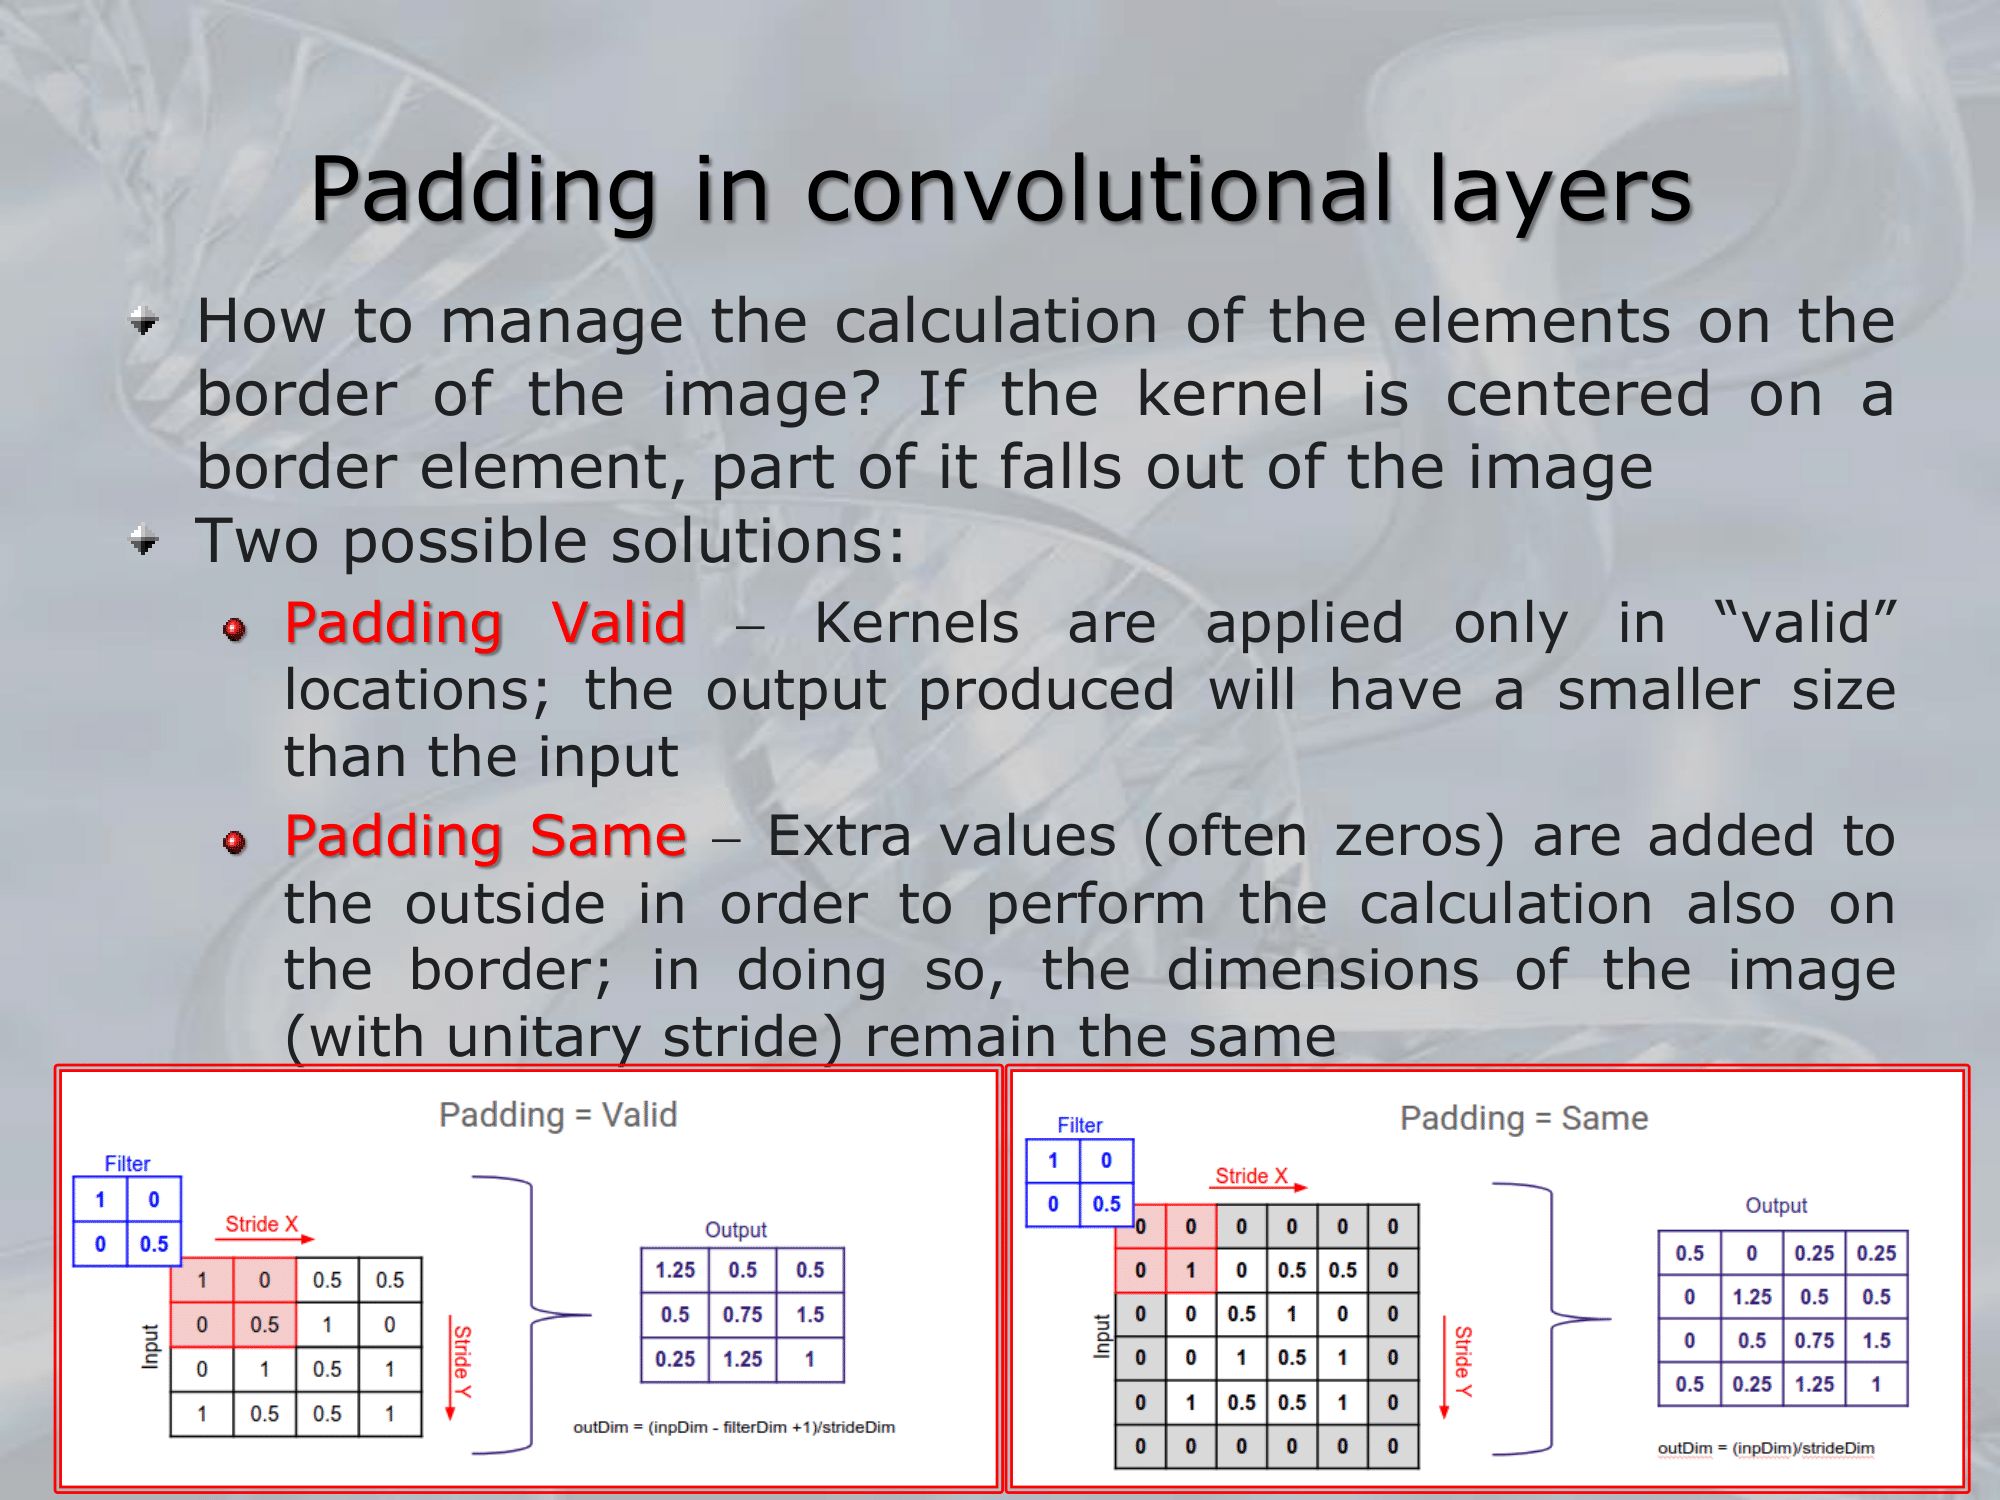 Padding in convolutional layers
How to manage the calculation of the elements on the
border of the image? If the kernel is centered on a
border element, part of it falls out of the image
Two possible solutions:
Padding Valid – Kernels are applied only in “valid”
locations; the output produced will have a smaller size
than the input
Padding Same – Extra values (often zeros) are added to
the outside in order to perform the calculation also on
the border; in doing so, the dimensions of the image
(with unitary stride) remain the same
Padding = Valid
Filter
1 0
0 0.5
Stride X
Input
1 0 0.5 0.5
0 0.5 1 0
0 1 0.5 1
1 0.5 0.5 1
Stride Y
Output
1.25 0.5 0.5
0.5 0.75 1.5
0.25 1.25 1
outDim = (inpDim - filterDim +1)/strideDim
Padding = Same
Filter
1 0
0 0.5
Stride X
Input
0 0 0 0 0 0
0 1 0 0.5 0.5 0
0 0 0.5 1 0 0
0 0 1 0.5 1 0
0 1 0.5 0.5 1 0
0 0 0 0 0 0
Stride Y
Output
0.5 0 0.25 0.25
0 1.25 0.5 0.5
0 0.5 0.75 1.5
0.5 0.25 1.25 1
outDim = (inpDim)/strideDim